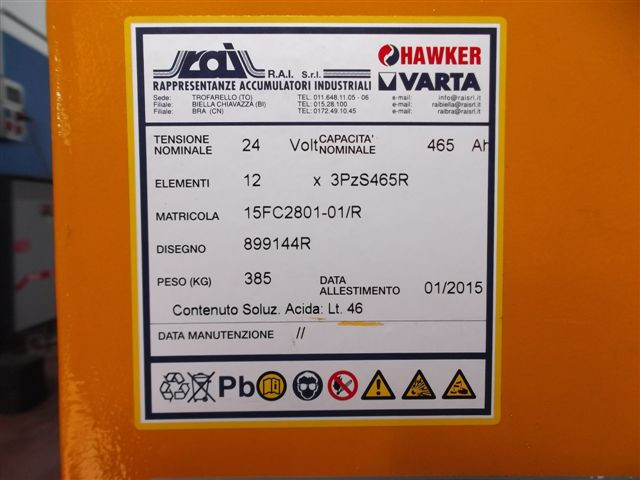 rai R.A.I. S.r.l.
RAPPRESENTANZE ACCUMULATORI INDUSTRIALI
HAWKER
VARTA
Sede: TROFARELLO (TO) TEL. 011.648.11.05 - 06 e-mail: info@raisrl.it
Filiale: BIELLA CHIAVAZZA (BI) TEL. 015.28.100 e-mail: raibiella@raisrl.it
Filiale: BRA (CN) TEL. 0172.49.10.45 e-mail: raibra@raisrl.it
TENSIONE NOMINALE 24 Volt CAPACITA' NOMINALE 465 Ah
ELEMENTI 12 x 3PzS465R
MATRICOLA 15FC2801-01/R
DISEGNO 899144R
PESO (KG) 385 DATA ALLESTIMENTO 01/2015
Contenuto Soluz. Acida: Lt. 46
DATA MANUTENZIONE //
Pb